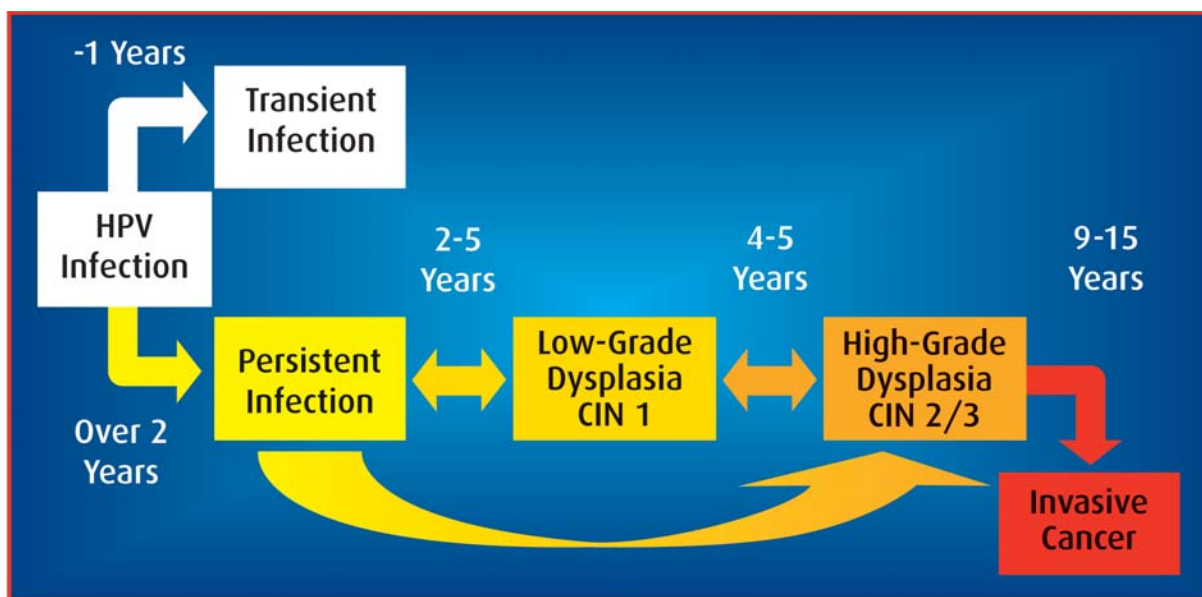 -1 Years
Transient
Infection
HPV
Infection
2-5
Years
4-5
Years
9-15
Years
Persistent
Infection
Low-Grade
Dysplasia
CIN 1
High-Grade
Dysplasia
CIN 2/3
Over 2
Years
Invasive
Cancer